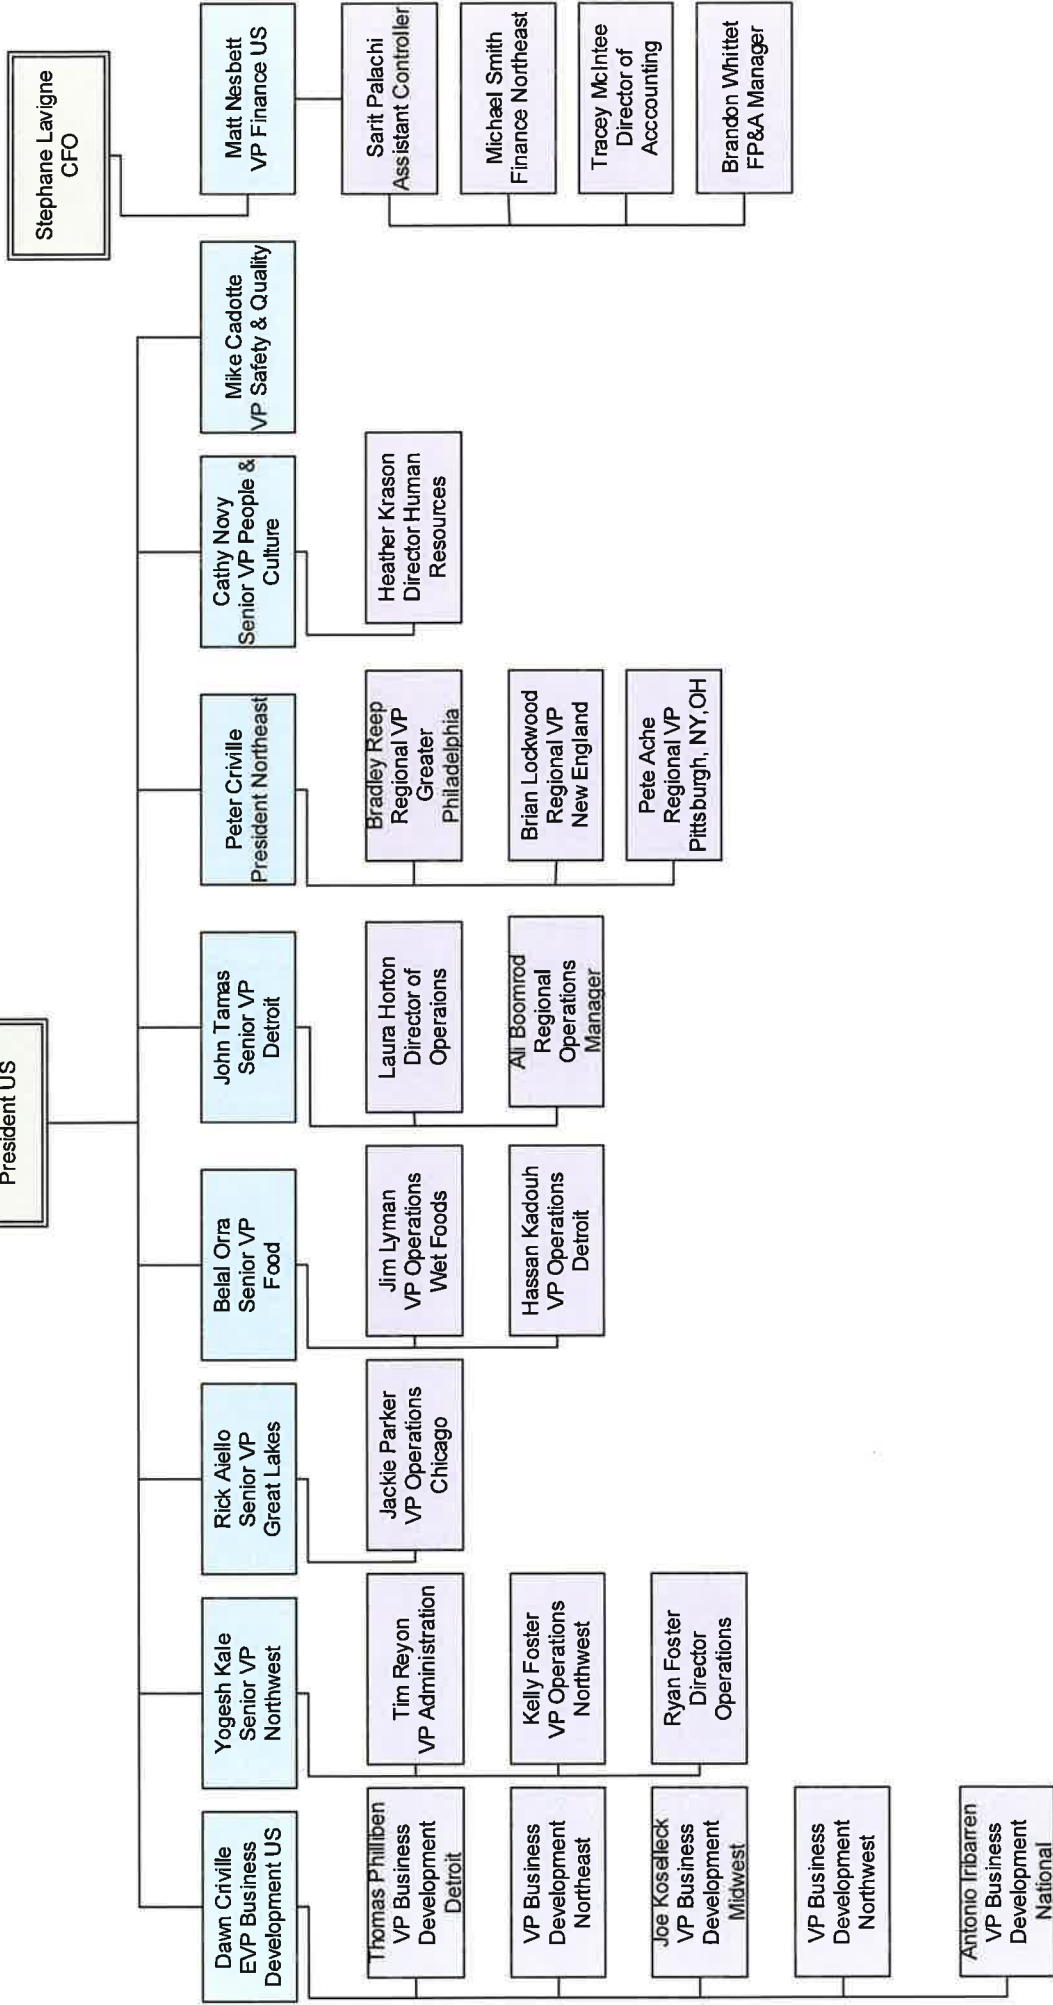 President US
Stephane Lavigne
CFO
Dawn Criville
EVP Business
Development US
Yogesh Kale
Senior VP
Northwest
Rick Aiello
Senior VP
Great Lakes
Belal Orra
Senior VP
Food
John Tamas
Senior VP
Detroit
Peter Criville
President Northeast
Cathy Novy
Senior VP People &
Culture
Mike Cadotte
VP Safety & Quality
Matt Nesbett
VP Finance US
Thomas Philliben
VP Business
Development
Detroit
VP Business
Development
Northeast
Joe Koselleck
VP Business
Development
Midwest
VP Business
Development
Northwest
Antonio Iribarren
VP Business
Development
National
Tim Reyon
VP Administration
Kelly Foster
VP Operations
Northwest
Ryan Foster
Director
Operations
Jackie Parker
VP Operations
Chicago
Jim Lyman
VP Operations
Wet Foods
Hassan Kadouh
VP Operations
Detroit
Laura Horton
Director of
Operaions
Ali Boomrod
Regional
Operations
Manager
Bradley Reep
Regional VP
Greater
Philadelphia
Brian Lockwood
Regional VP
New England
Pete Ache
Regional VP
Pittsburgh, NY,OH
Heather Krason
Director Human
Resources
Sarit Palachi
Assistant Controller
Michael Smith
Finance Northeast
Tracey McIntee
Director of
Acccounting
Brandon Whittet
FP&A Manager